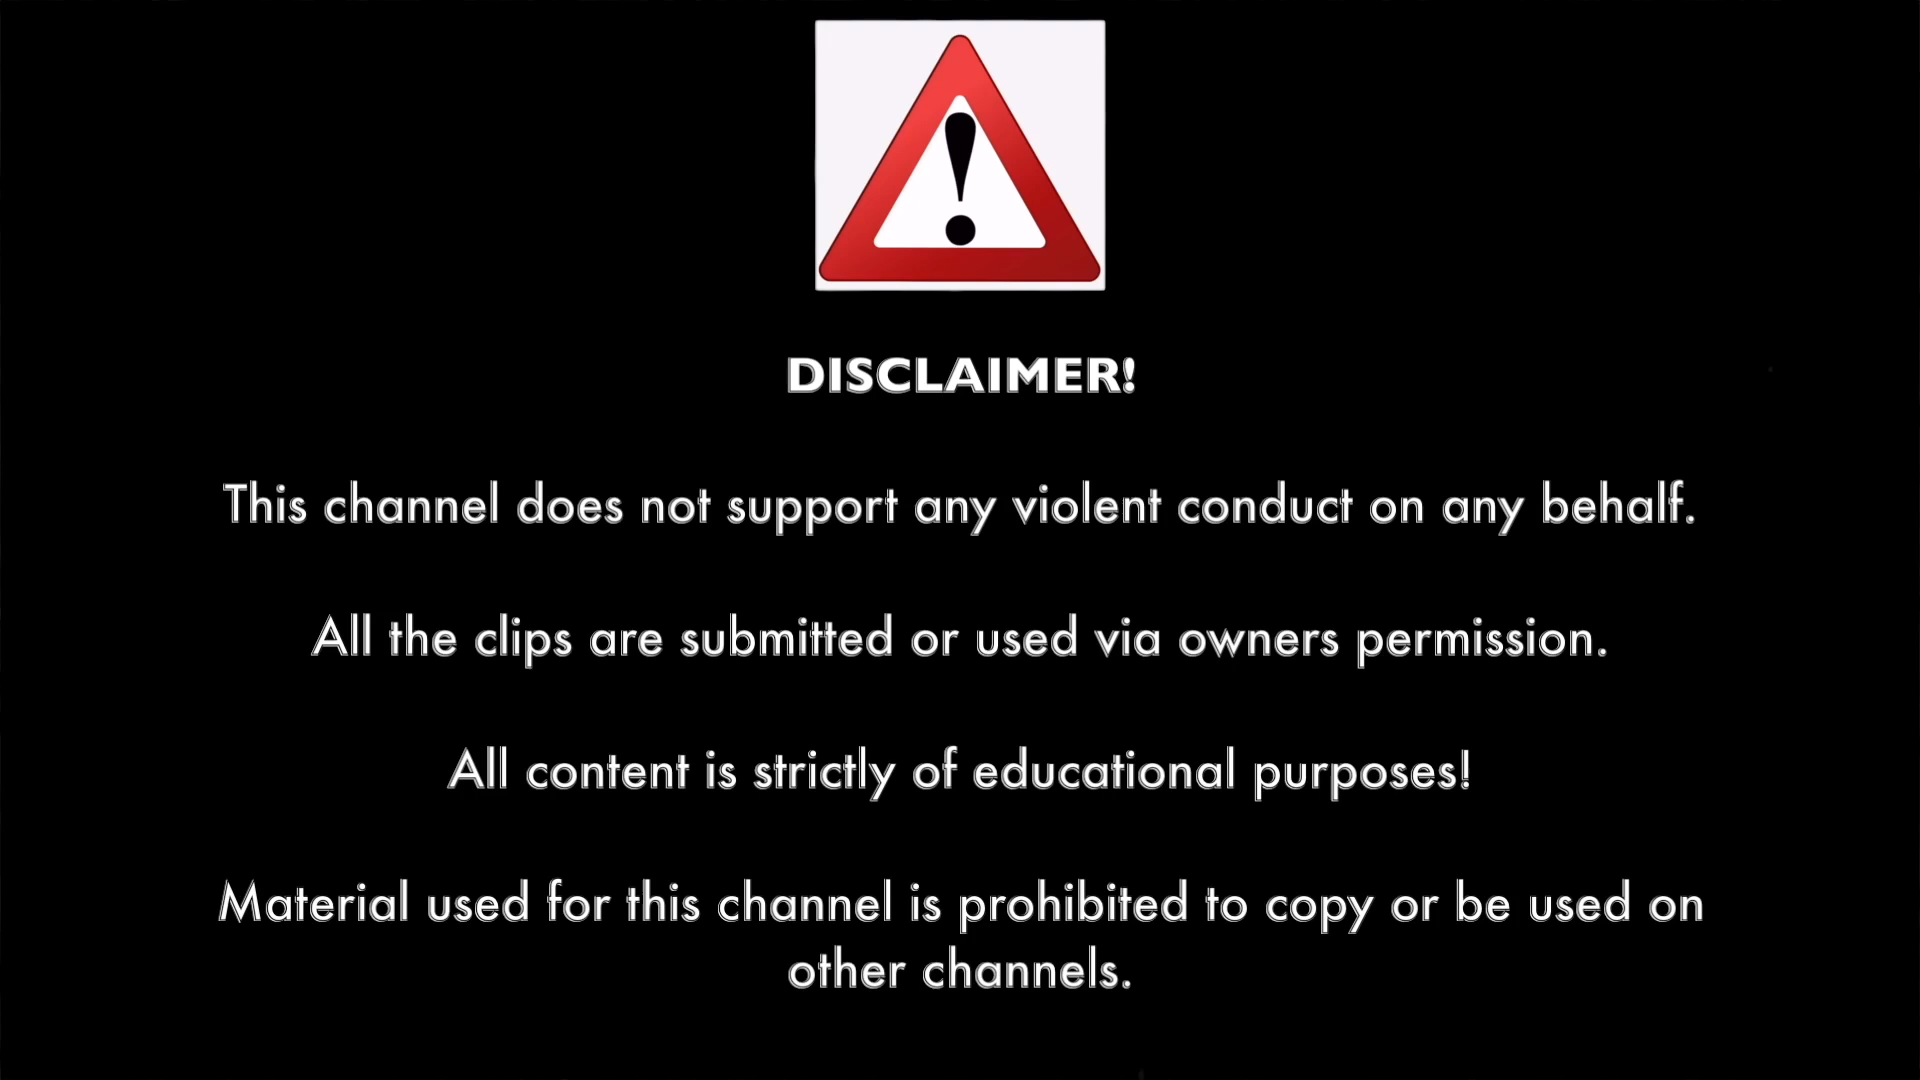 DISCLAIMER!
This channel does not support any violent conduct on any behalf.
All the clips are submitted or used via owners permission.
All content is strictly of educational purposes!
Material used for this channel is prohibited to copy or be used on
other channels.